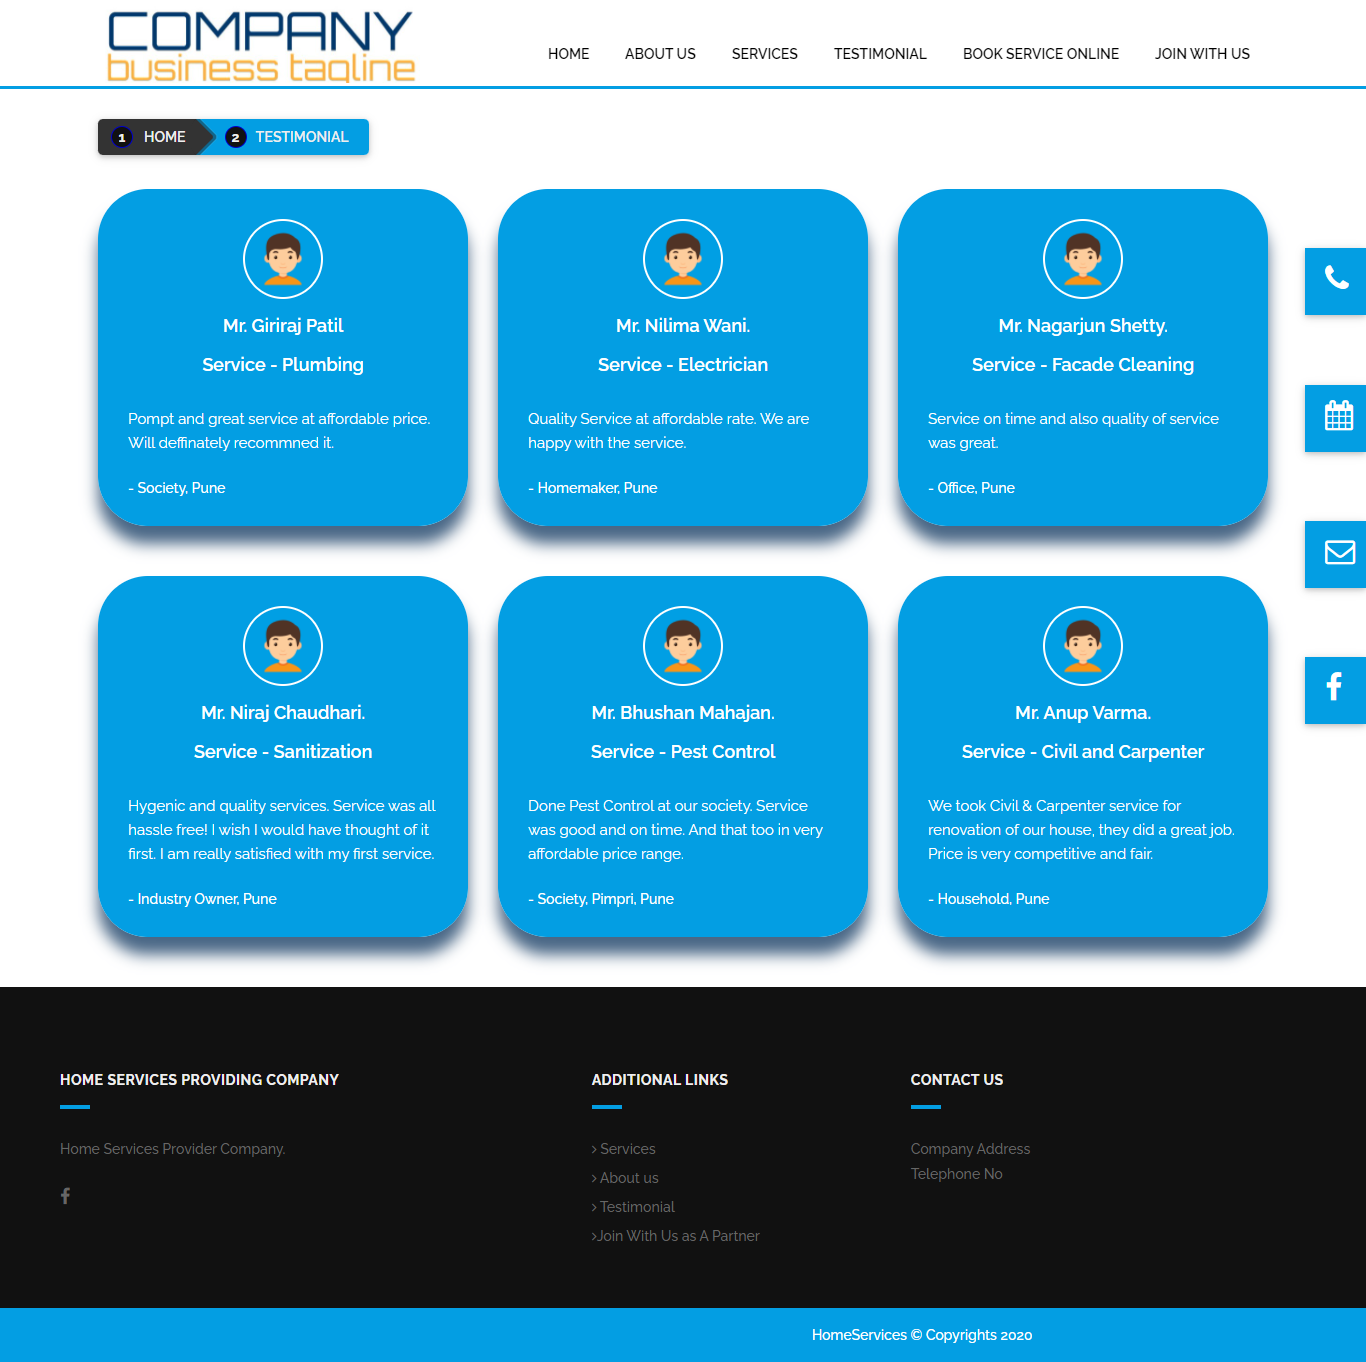 COMPANY
business tagline
HOME ABOUT US SERVICES TESTIMONIAL BOOK SERVICE ONLINE JOIN WITH US
1 HOME 2 TESTIMONIAL
Mr. Giriraj Patil
Service - Plumbing
Pompt and great service at affordable price.
Will deffinately recommned it.
- Society, Pune
Mr. Nilima Wani.
Service - Electrician
Quality Service at affordable rate. We are
happy with the service.
- Homemaker, Pune
Mr. Nagarjun Shetty.
Service - Facade Cleaning
Service on time and also quality of service
was great.
- Office, Pune
Mr. Niraj Chaudhari.
Service - Sanitization
Hygenic and quality services. Service was all
hassle free! I wish I would have thought of it
first. I am really satisfied with my first service.
- Industry Owner, Pune
Mr. Bhushan Mahajan.
Service - Pest Control
Done Pest Control at our society. Service
was good and on time. And that too in very
affordable price range.
- Society, Pimpri, Pune
Mr. Anup Varma.
Service - Civil and Carpenter
We took Civil & Carpenter service for
renovation of our house, they did a great job.
Price is very competitive and fair.
- Household, Pune
HOME SERVICES PROVIDING COMPANY
Home Services Provider Company.
ADDITIONAL LINKS
> Services
> About us
> Testimonial
>Join With Us as A Partner
CONTACT US
Company Address
Telephone No
HomeServices © Copyrights 2020